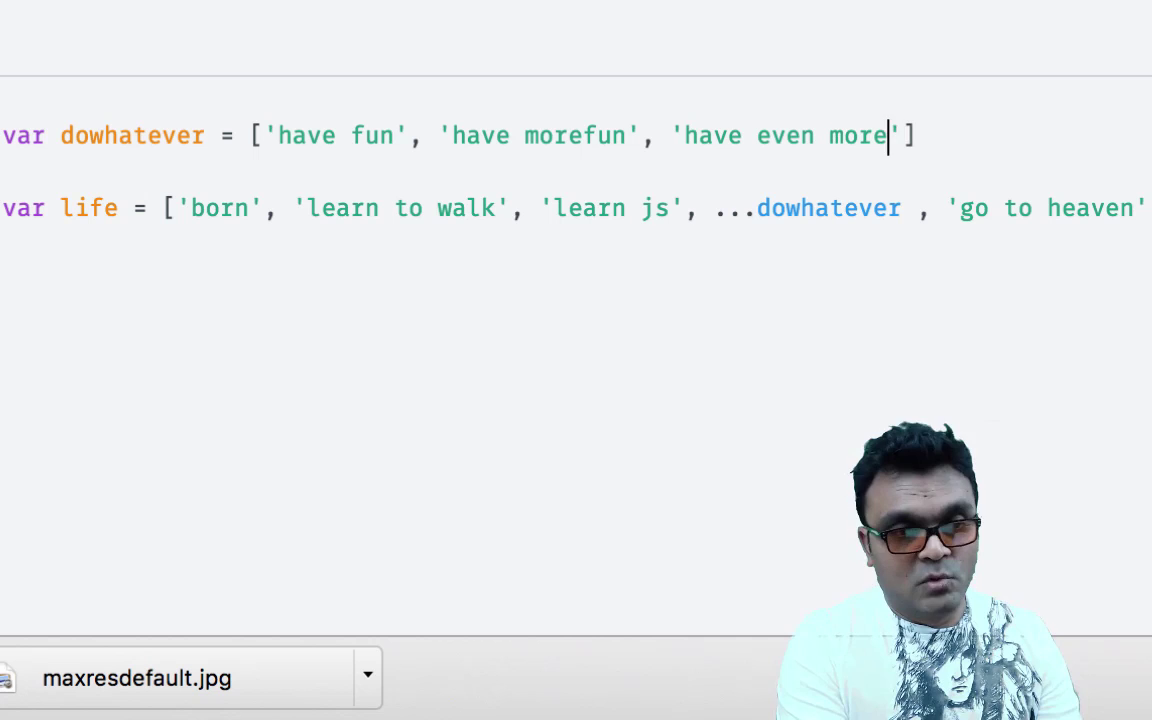 var dowhatever = ['have fun', 'have morefun', 'have even more']
var life = ['born', 'learn to walk', 'learn js', ...dowhatever , 'go to heaven'
maxresdefault.jpg